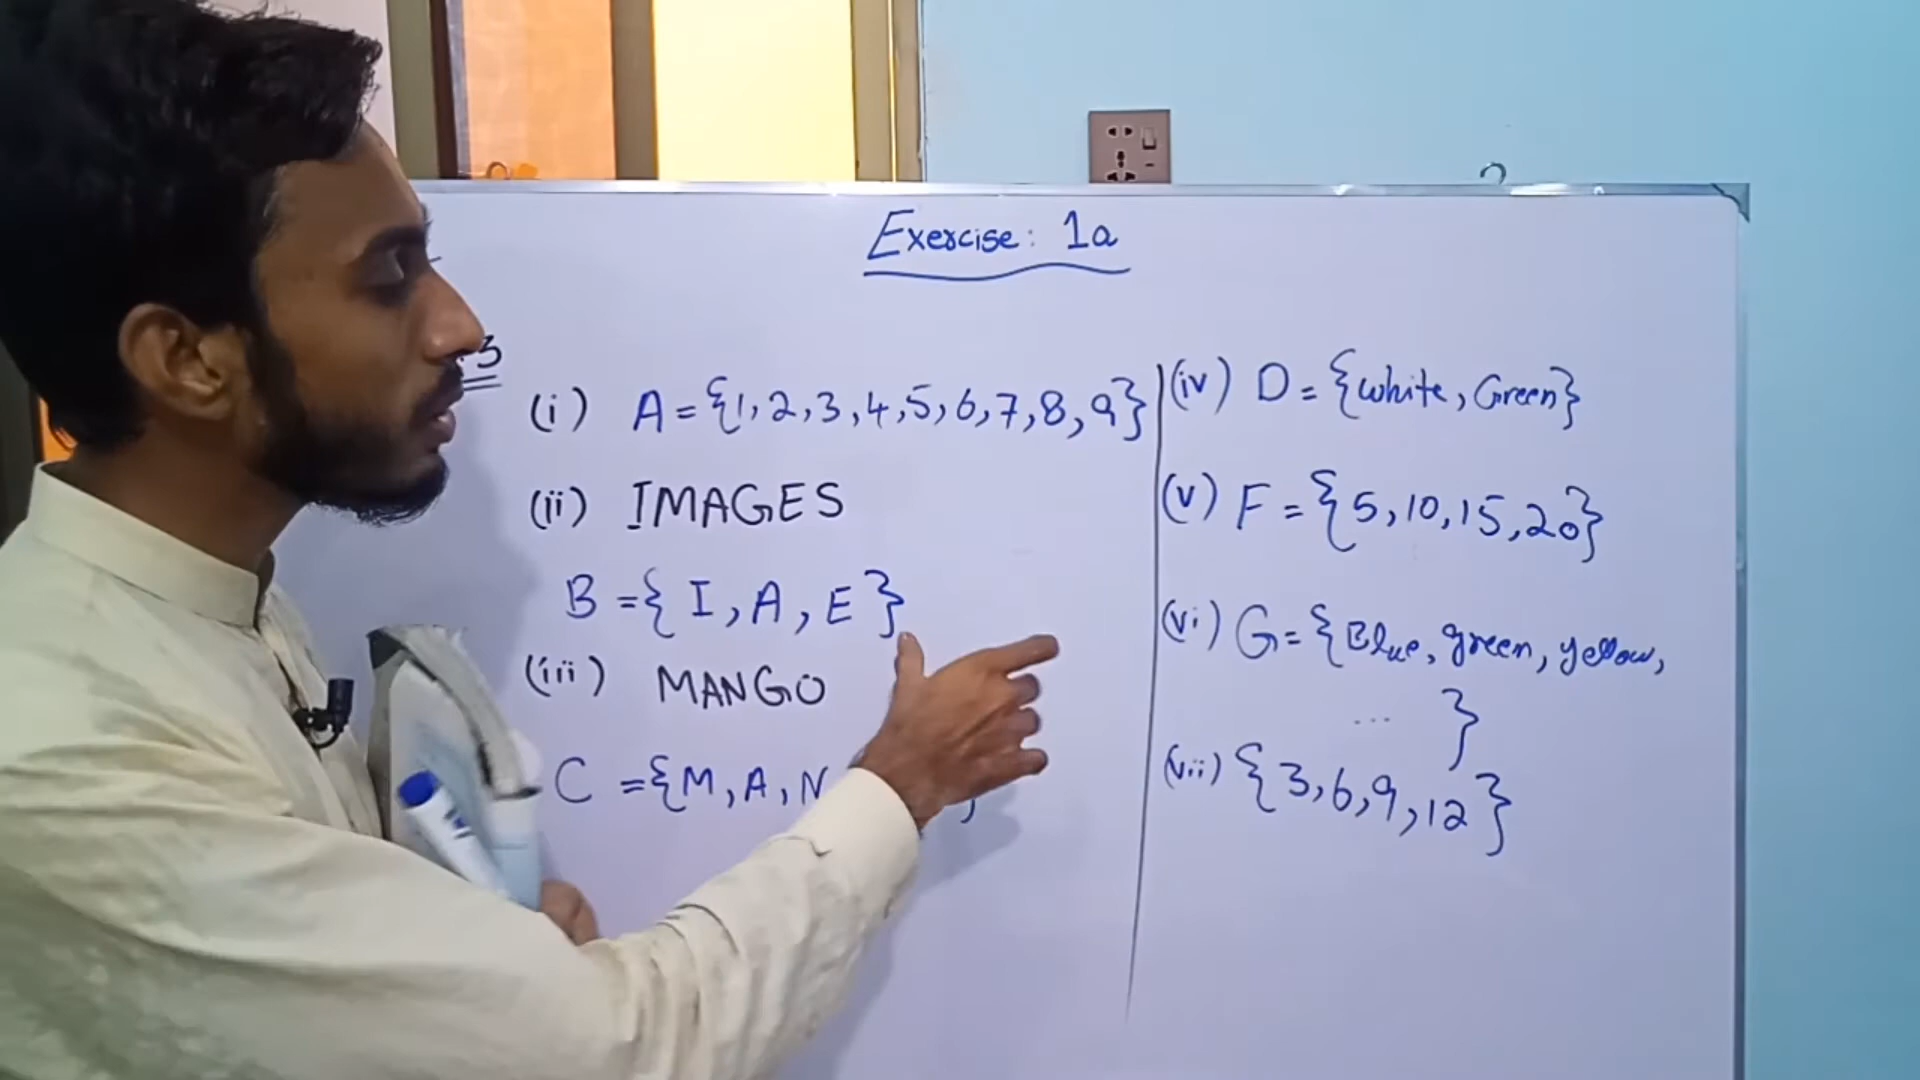 Exercise: 1a
.3
(i) A = {1,2,3,4,5,6,7,8,9}
(ii) IMAGES
B = { I, A, E }
(iii) MANGO
C = {M, A, N
(iv) D = {white, Green}
(v) F = {5,10,15,20}
(vi) G = {Blue, green, yellow,
... }
(vii) {3,6,9,12}